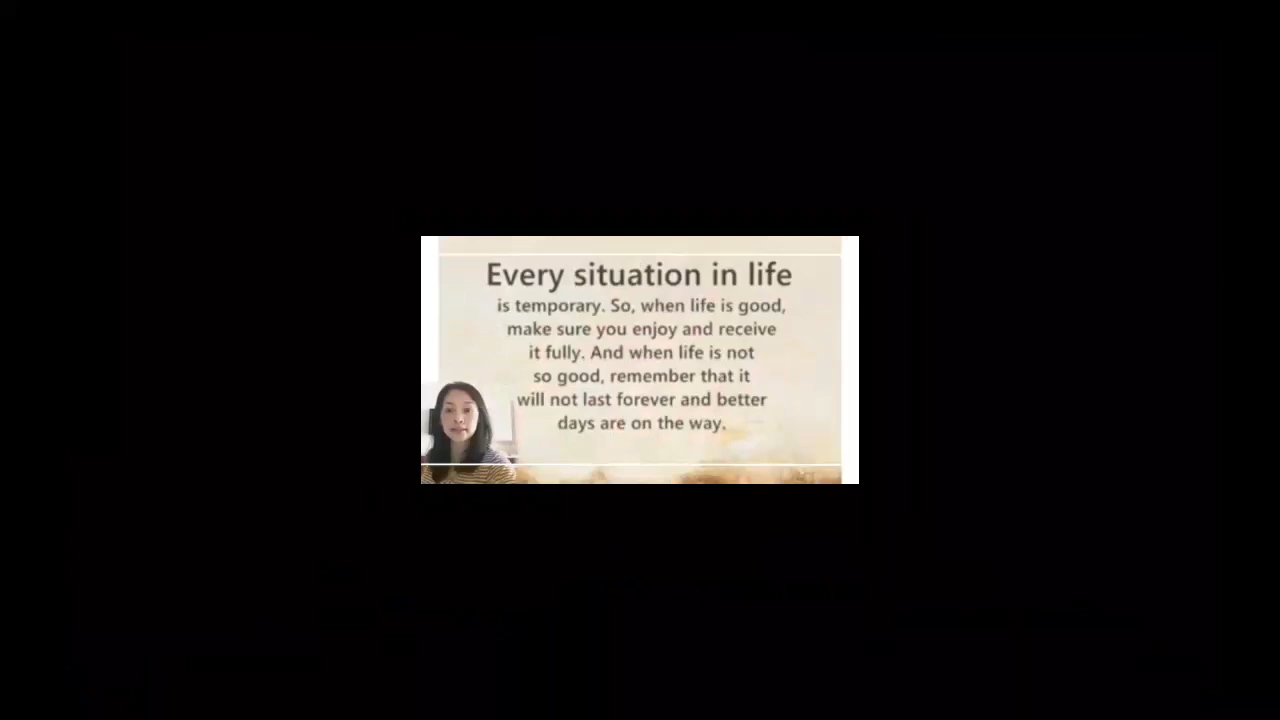 Every situation in life
is temporary. So, when life is good,
make sure you enjoy and receive
it fully. And when life is not
so good, remember that it
will not last forever and better
days are on the way.